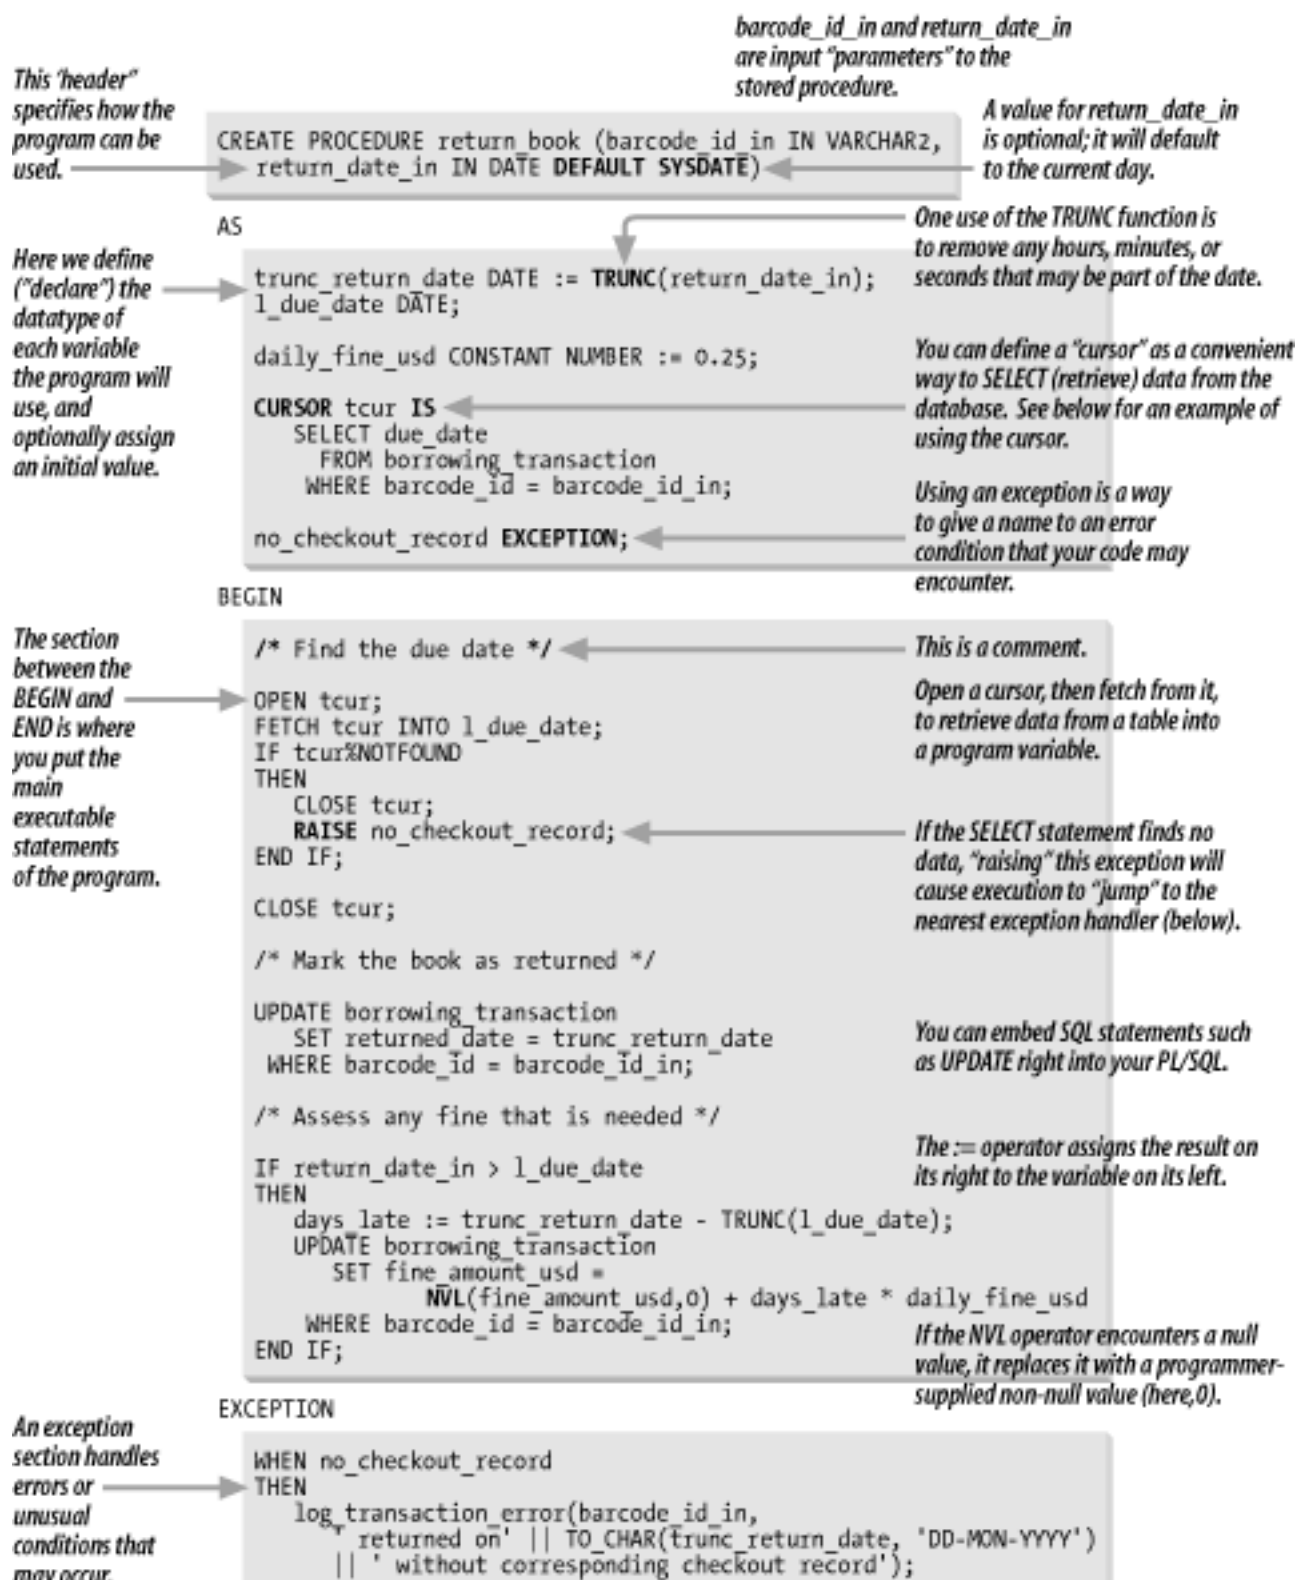 barcode_id_in and return_date_in
are input "parameters" to the
stored procedure.
This 'header"
specifies how the
program can be
used.
A value for return_date_in
is optional; it will default
to the current day.
CREATE PROCEDURE return_book (barcode_id_in IN VARCHAR2,
return_date_in IN DATE DEFAULT SYSDATE)
AS
One use of the TRUNC function is
to remove any hours, minutes, or
seconds that may be part of the date.
Here we define
("declare") the
datatype of
each variable
the program will
use, and
optionally assign
an initial value.
trunc_return_date DATE := TRUNC(return_date_in);
l_due_date DATE;
daily_fine_usd CONSTANT NUMBER := 0.25;
You can define a "cursor" as a convenient
way to SELECT (retrieve) data from the
database. See below for an example of
using the cursor.
CURSOR tcur IS
SELECT due_date
FROM borrowing_transaction
WHERE barcode_id = barcode_id_in;
Using an exception is a way
to give a name to an error
condition that your code may
encounter.
no_checkout_record EXCEPTION;
BEGIN
The section
between the
BEGIN and
END is where
you put the
main
executable
statements
of the program.
/* Find the due date */
This is a comment.
OPEN tcur;
FETCH tcur INTO l_due_date;
IF tcur%NOTFOUND
THEN
CLOSE tcur;
RAISE no_checkout_record;
END IF;
Open a cursor, then fetch from it,
to retrieve data from a table into
a program variable.
If the SELECT statement finds no
data, "raising" this exception will
cause execution to "jump" to the
nearest exception handler (below).
CLOSE tcur;
/* Mark the book as returned */
UPDATE borrowing_transaction
SET returned_date = trunc_return_date
WHERE barcode_id = barcode_id_in;
You can embed SQL statements such
as UPDATE right into your PL/SQL.
/* Assess any fine that is needed */
The := operator assigns the result on
its right to the variable on its left.
IF return_date_in > l_due_date
THEN
days_late := trunc_return_date - TRUNC(l_due_date);
UPDATE borrowing_transaction
SET fine_amount_usd =
NVL(fine_amount_usd,0) + days_late * daily_fine_usd
WHERE barcode_id = barcode_id_in;
END IF;
If the NVL operator encounters a null
value, it replaces it with a programmer-
supplied non-null value (here,0).
EXCEPTION
An exception
section handles
errors or
unusual
conditions that
may occur.
WHEN no_checkout_record
THEN
log_transaction_error(barcode_id_in,
' returned on' || TO_CHAR(trunc_return_date, 'DD-MON-YYYY')
|| ' without corresponding checkout record');